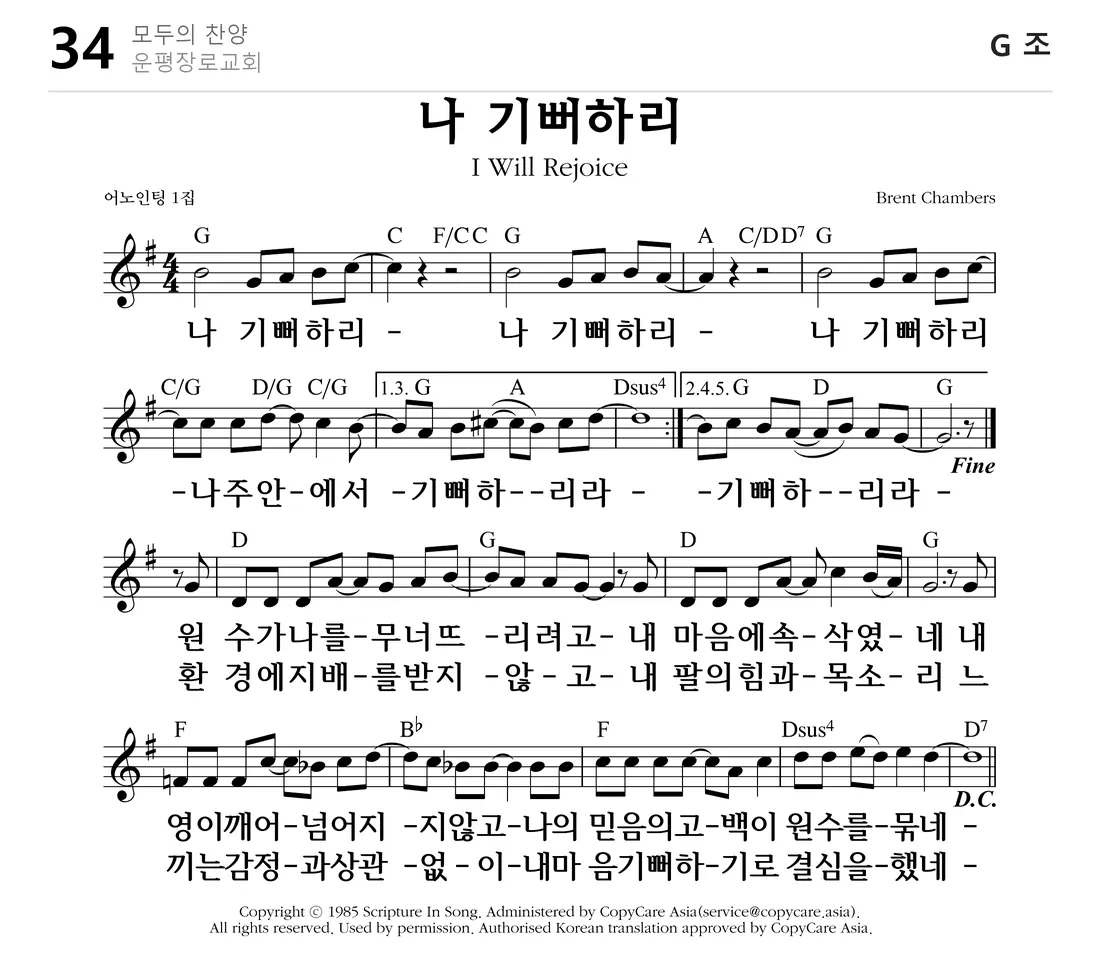 34 모두의 찬양
운평장로교회
G 조
나 기뻐하리
I Will Rejoice
어노인팅 1집
Brent Chambers
G C F/C C G A C/D D7 G
4
4
나 기뻐하리 - 나 기뻐하리 - 나 기뻐하리
C/G D/G C/G 1.3. G A Dsus4 2.4.5. G D G
Fine
-나주안-에서 -기뻐하--리라 - -기뻐하--리라 -
D G D G
원 수가나를-무너뜨 -리려고- 내 마음에속-삭였- 네 내
환 경에지배-를받지 -않- 고- 내 팔의힘과-목소- 리 느
F B♭ F Dsus4 D7
D.C.
영이깨어-넘어지 -지않고-나의 믿음의고-백이 원수를-묶네 -
끼는감정-과상관 -없- 이-내마 음기뻐하-기로 결심을-했네 -
Copyright ⓒ 1985 Scripture In Song. Administered by CopyCare Asia(service@copycare.asia).
All rights reserved. Used by permission. Authorised Korean translation approved by CopyCare Asia.